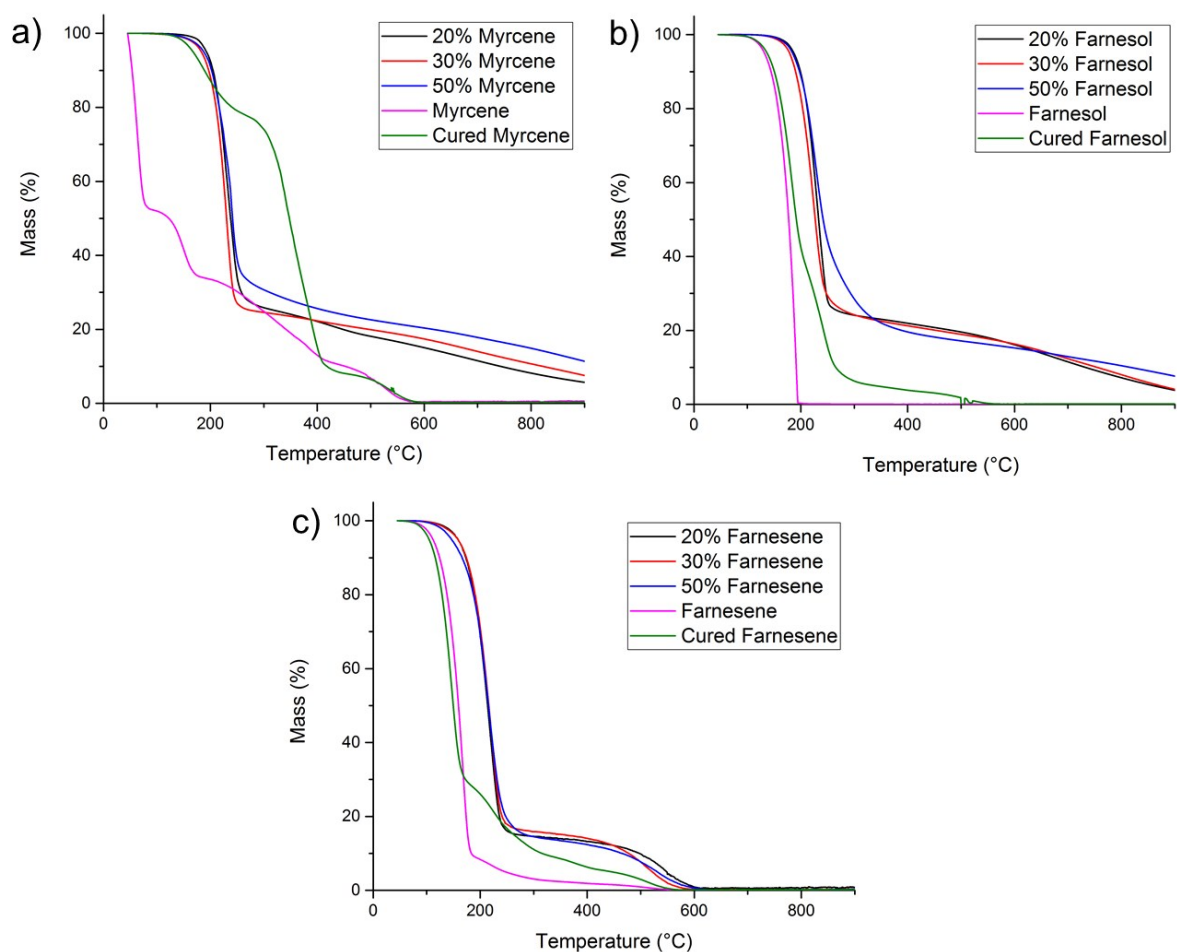 a)
100
80
60
40
20
0
Mass (%)
0 200 400 600 800
Temperature (°C)
20% Myrcene
30% Myrcene
50% Myrcene
Myrcene
Cured Myrcene
b)
100
80
60
40
20
0
Mass (%)
0 200 400 600 800
Temperature (°C)
20% Farnesol
30% Farnesol
50% Farnesol
Farnesol
Cured Farnesol
c)
100
80
60
40
20
0
Mass (%)
0 200 400 600 800
Temperature (°C)
20% Farnesene
30% Farnesene
50% Farnesene
Farnesene
Cured Farnesene